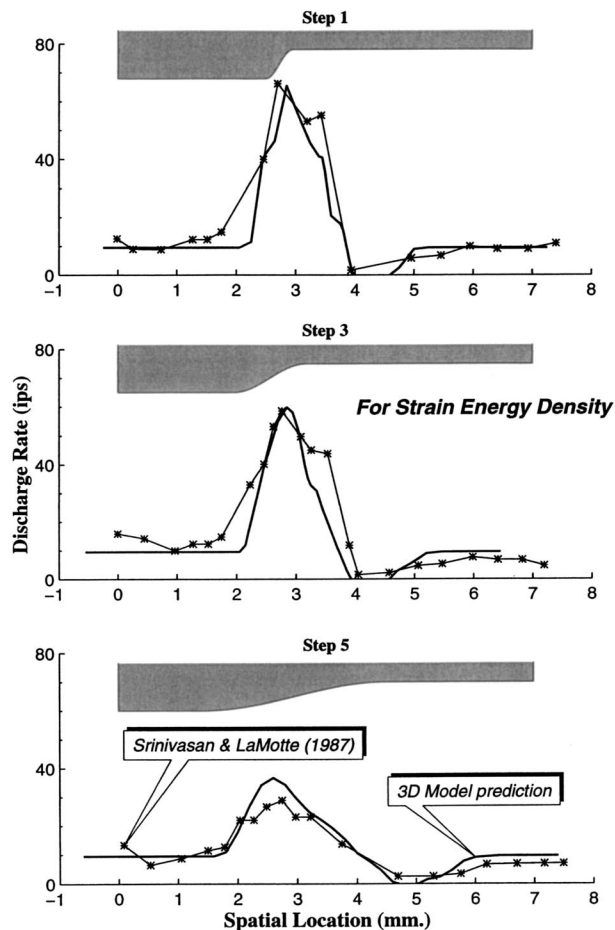 Step 1
80
40
0
−1 0 1 2 3 4 5 6 7 8
Step 3
80
For Strain Energy Density
40
0
−1 0 1 2 3 4 5 6 7 8
Discharge Rate (ips)
Step 5
80
Srinivasan & LaMotte (1987)
40
3D Model prediction
0
−1 0 1 2 3 4 5 6 7 8
Spatial Location (mm.)